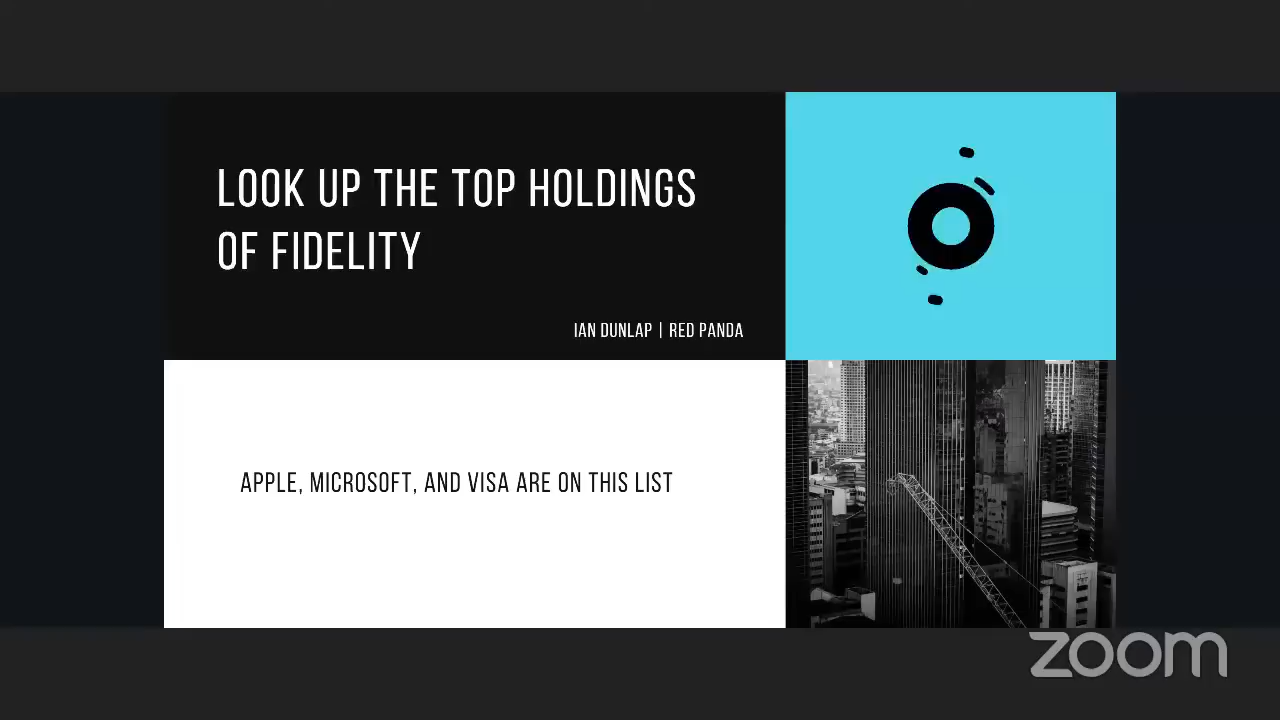 LOOK UP THE TOP HOLDINGS
OF FIDELITY
IAN DUNLAP | RED PANDA
APPLE, MICROSOFT, AND VISA ARE ON THIS LIST
zoom